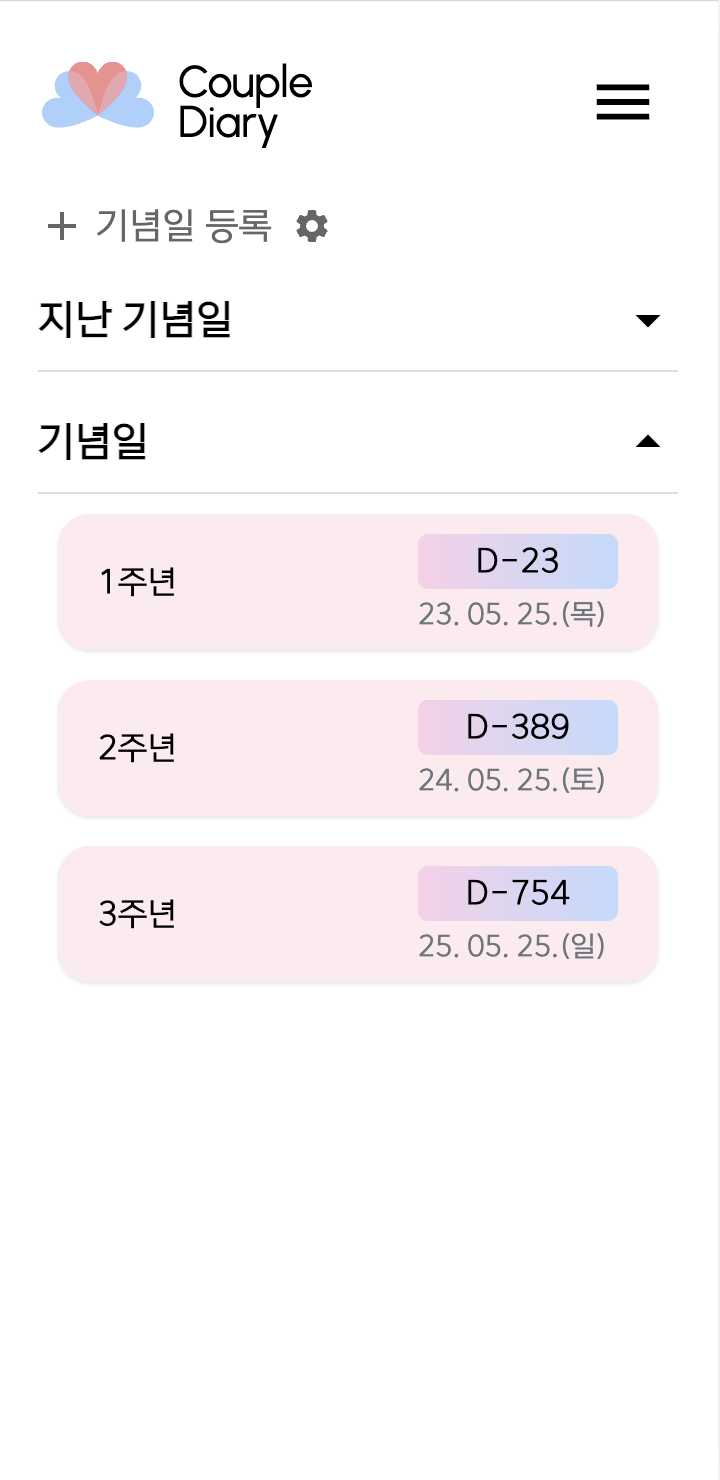 Couple
Diary
+ 기념일 등록
지난 기념일
기념일
1주년
D-23
23. 05. 25.(목)
2주년
D-389
24. 05. 25.(토)
3주년
D-754
25. 05. 25.(일)